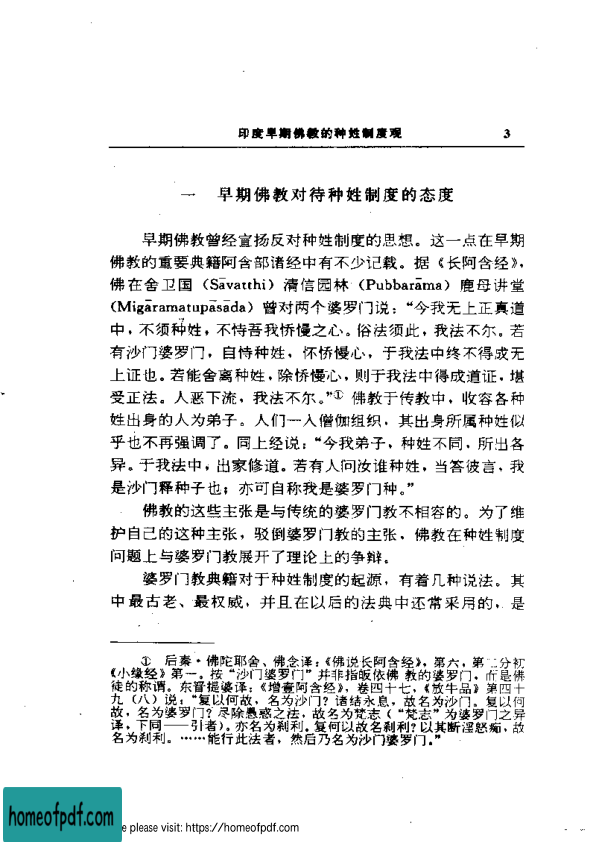 印度早期佛教的种姓制度观 3
一 早期佛教对待种姓制度的态度
早期佛教曾经宣扬反对种姓制度的思想。这一点在早期
佛教的重要典籍阿含部诸经中有不少记载。据《长阿含经》，
佛在舍卫国（Sāvatthi）清信园林（Pubbarāma）鹿母讲堂
(Migāramatupāsāda）曾对两个婆罗门说：“今我无上正真道
中，不须种姓，不恃吾我㤭慢之心。俗法须此，我法不尔。若
有沙门婆罗门，自恃种姓，怀㤭慢心，于我法中终不得成无
上证也。若能舍离种姓，除㤭慢心，则于我法中得成道证，堪
受正法。人恶下流，我法不尔。”① 佛教于传教中，收容各种
姓出身的人为弟子。人们一入僧伽组织，其出身所属种姓似
乎也不再强调了。同上经说：“今我弟子，种姓不同，所出各
异。于我法中，出家修道。若有人问汝谁种姓，当答彼言，我
是沙门释种子也；亦可自称我是婆罗门种。”
佛教的这些主张是与传统的婆罗门教不相容的。为了维
护自己的这种主张，驳倒婆罗门教的主张，佛教在种姓制度
问题上与婆罗门教展开了理论上的争辩。
婆罗门教典籍对于种姓制度的起源，有着几种说法。其
中最古老、最权威，并且在以后的法典中还常采用的，是
① 后秦·佛陀耶舍、佛念译：《佛说长阿含经》，第六，第二分初
《小缘经》第一。按“沙门婆罗门”并非指皈依佛教的婆罗门，而是佛
徒的称谓。东晋提婆译：《增壹阿含经》，卷四十七，《放牛品》第四十
九（八）说：“复以何故，名为沙门？诸结永息，故名为沙门。复以何
故，名为婆罗门？尽除愚惑之法，故名为梵志（“梵志”为婆罗门之异
译，下同——引者）。亦名为刹利。复何以故名刹利？以其断淫怒痴，故
名为刹利。……能行此法者，然后乃名为沙门婆罗门。”
homeofpdf.com
e please visit: https://homeofpdf.com